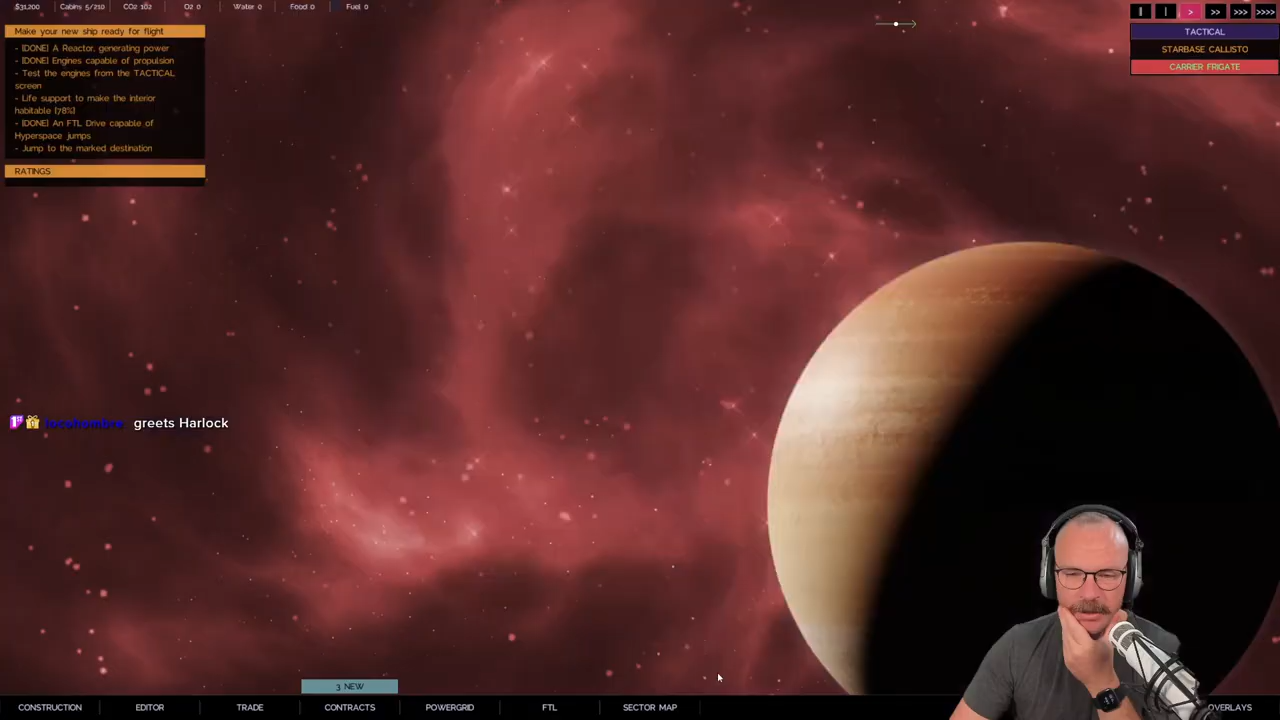 $31,200 Cabins 5/210 CO2 102 O2 0 Water 0 Food 0 Fuel 0
|| | > >> >>> >>>>
Make your new ship ready for flight
- [DONE] A Reactor, generating power
- [DONE] Engines capable of propulsion
- Test the engines from the TACTICAL
screen
- Life support to make the interior
habitable [78%]
- [DONE] An FTL Drive capable of
Hyperspace jumps
- Jump to the marked destination
RATINGS
TACTICAL
STARBASE CALLISTO
CARRIER FRIGATE
locohombre greets Harlock
3 NEW
CONSTRUCTION EDITOR TRADE CONTRACTS POWERGRID FTL SECTOR MAP OVERLAYS